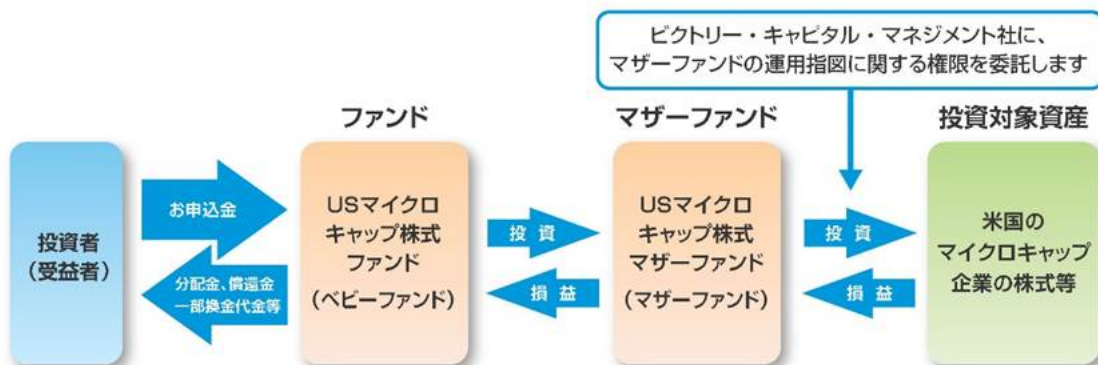 ビクトリー・キャピタル・マネジメント社に、
マザーファンドの運用指図に関する権限を委託します
ファンド
マザーファンド
投資対象資産
投資者
(受益者)
お申込金
分配金、償還金
一部換金代金等
USマイクロ
キャップ株式
ファンド
(ベビーファンド)
投資
損益
USマイクロ
キャップ株式
マザーファンド
(マザーファンド)
投資
損益
米国の
マイクロキャップ
企業の株式等